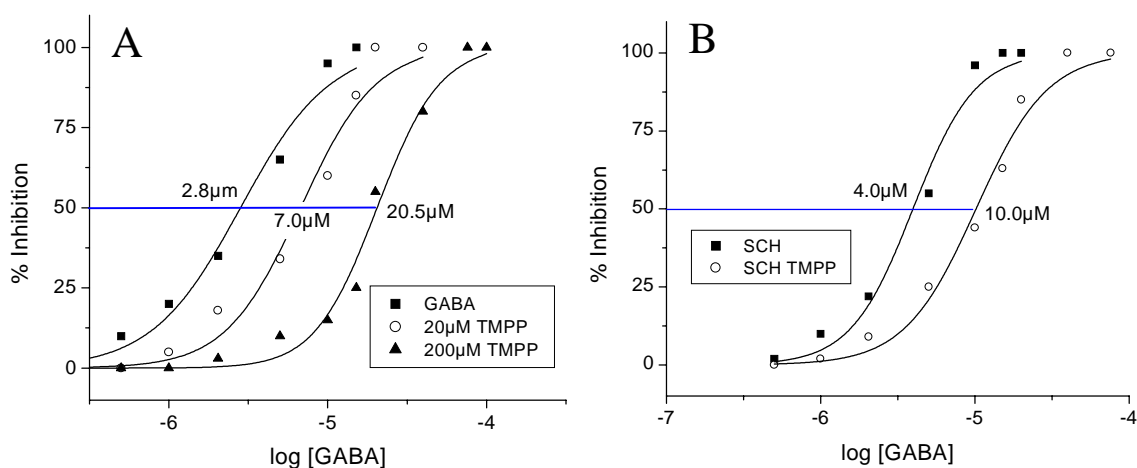 A
% Inhibition
100
75
50
25
0
2.8µm
7.0µM
20.5µM
GABA
20µM TMPP
200µM TMPP
-6
-5
-4
log [GABA]
B
% Inhibition
100
75
50
25
0
4.0µM
10.0µM
SCH
SCH TMPP
-7
-6
-5
-4
log [GABA]